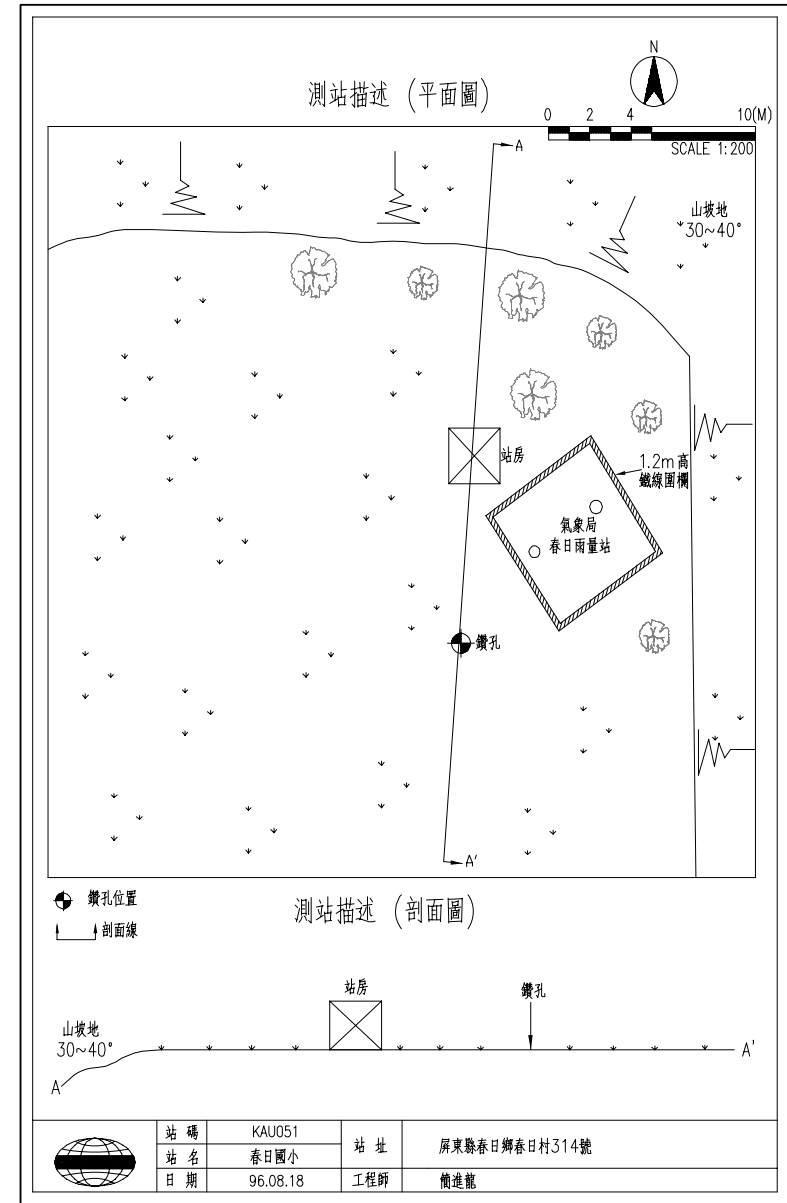 N
測站描述 (平面圖)
0 2 4 10(M)
SCALE 1:200
A
山坡地
30~40°
站房
1.2m高
鐵線圍欄
氣象局
春日雨量站
鑽孔
A'
鑽孔位置
剖面線
測站描述 (剖面圖)
站房
鑽孔
山坡地
30~40°
A
A'
站碼 KAU051
站名 春日國小
日期 96.08.18
站址 屏東縣春日鄉春日村314號
工程師 簡進龍